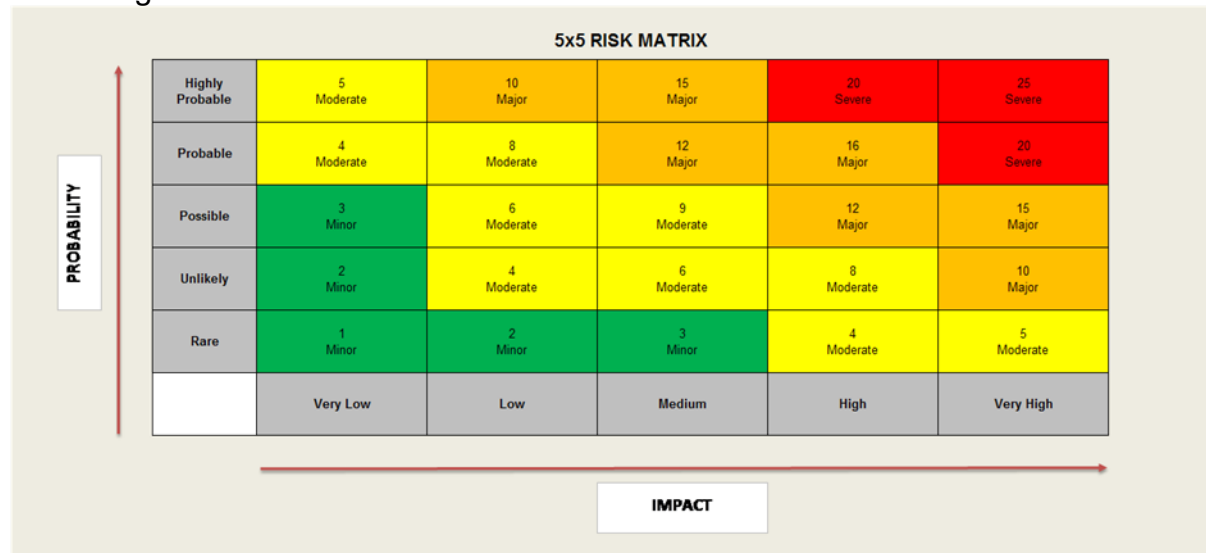 5x5 RISK MATRIX
Highly
Probable
5
Moderate
10
Major
15
Major
20
Severe
25
Severe
Probable
4
Moderate
8
Moderate
12
Major
16
Major
20
Severe
Possible
3
Minor
6
Moderate
9
Moderate
12
Major
15
Major
Unlikely
2
Minor
4
Moderate
6
Moderate
8
Moderate
10
Major
Rare
1
Minor
2
Minor
3
Minor
4
Moderate
5
Moderate
Very Low
Low
Medium
High
Very High
PROBABILITY
IMPACT